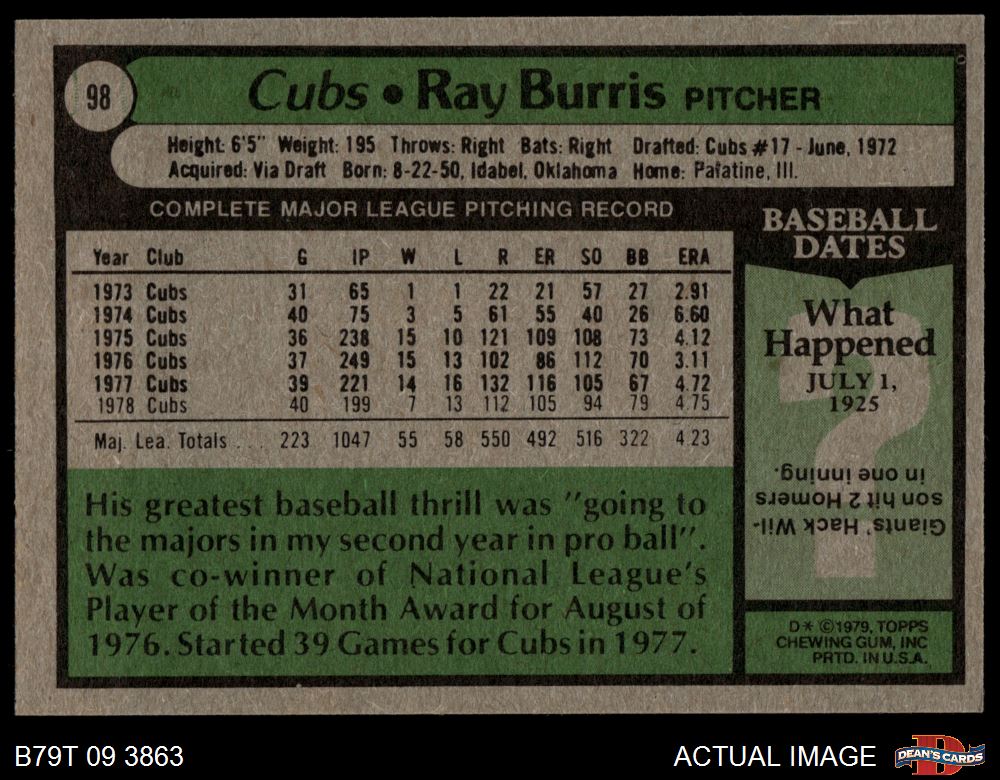 98
Cubs • Ray Burris PITCHER
Height: 6'5" Weight: 195 Throws: Right Bats: Right Drafted: Cubs #17 - June, 1972
Acquired: Via Draft Born: 8-22-50, Idabel, Oklahoma Home: Palatine, Ill.
COMPLETE MAJOR LEAGUE PITCHING RECORD
Year Club G IP W L R ER SO BB ERA
1973 Cubs 31 65 1 1 22 21 57 27 2.91
1974 Cubs 40 75 3 5 61 55 40 26 6.60
1975 Cubs 36 238 15 10 121 109 108 73 4.12
1976 Cubs 37 249 15 13 102 86 112 70 3.11
1977 Cubs 39 221 14 16 132 116 105 67 4.72
1978 Cubs 40 199 7 13 112 105 94 79 4.75
Maj. Lea. Totals . . . 223 1047 55 58 550 492 516 322 4.23
His greatest baseball thrill was "going to
the majors in my second year in pro ball".
Was co-winner of National League's
Player of the Month Award for August of
1976. Started 39 Games for Cubs in 1977.
BASEBALL
DATES
What
Happened
JULY 1,
1925
?
Giants' Hack Wil-
son hit 2 Homers
in one inning.
D* ©1979, TOPPS
CHEWING GUM, INC
PRTD. IN U.S.A.
B79T 09 3863
ACTUAL IMAGE
D
DEAN'S CARDS